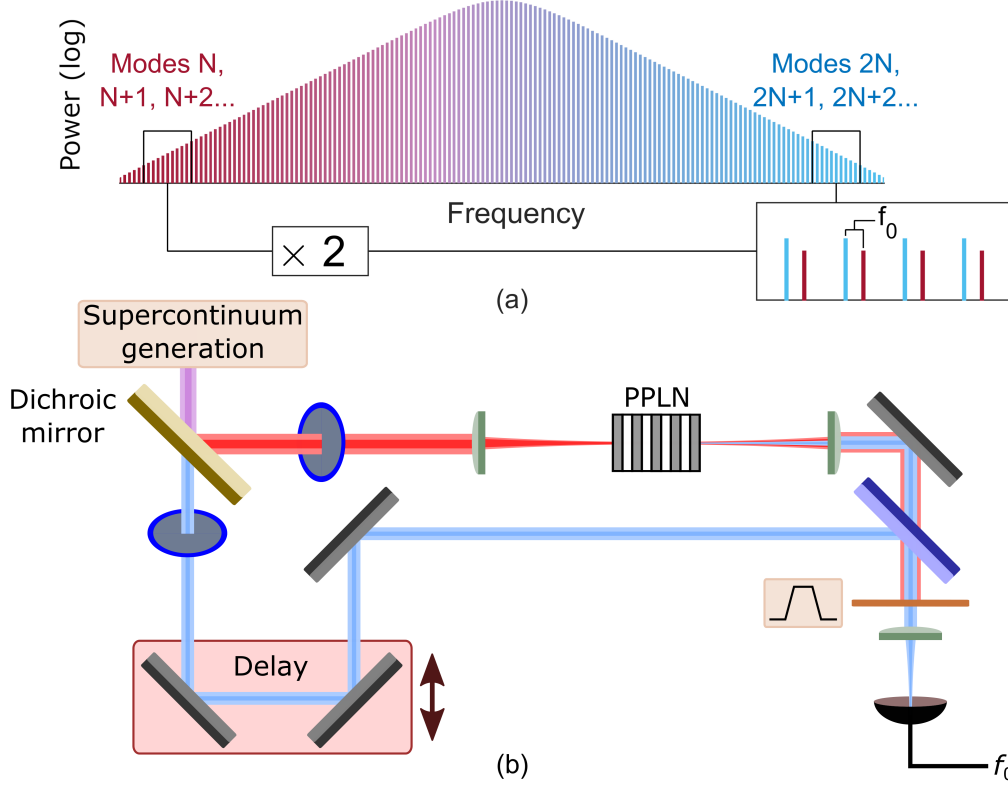 Power (log)
Modes N,
N+1, N+2...
Modes 2N,
2N+1, 2N+2...
Frequency
× 2
f0
(a)
Supercontinuum
generation
Dichroic
mirror
PPLN
Delay
(b)
f0